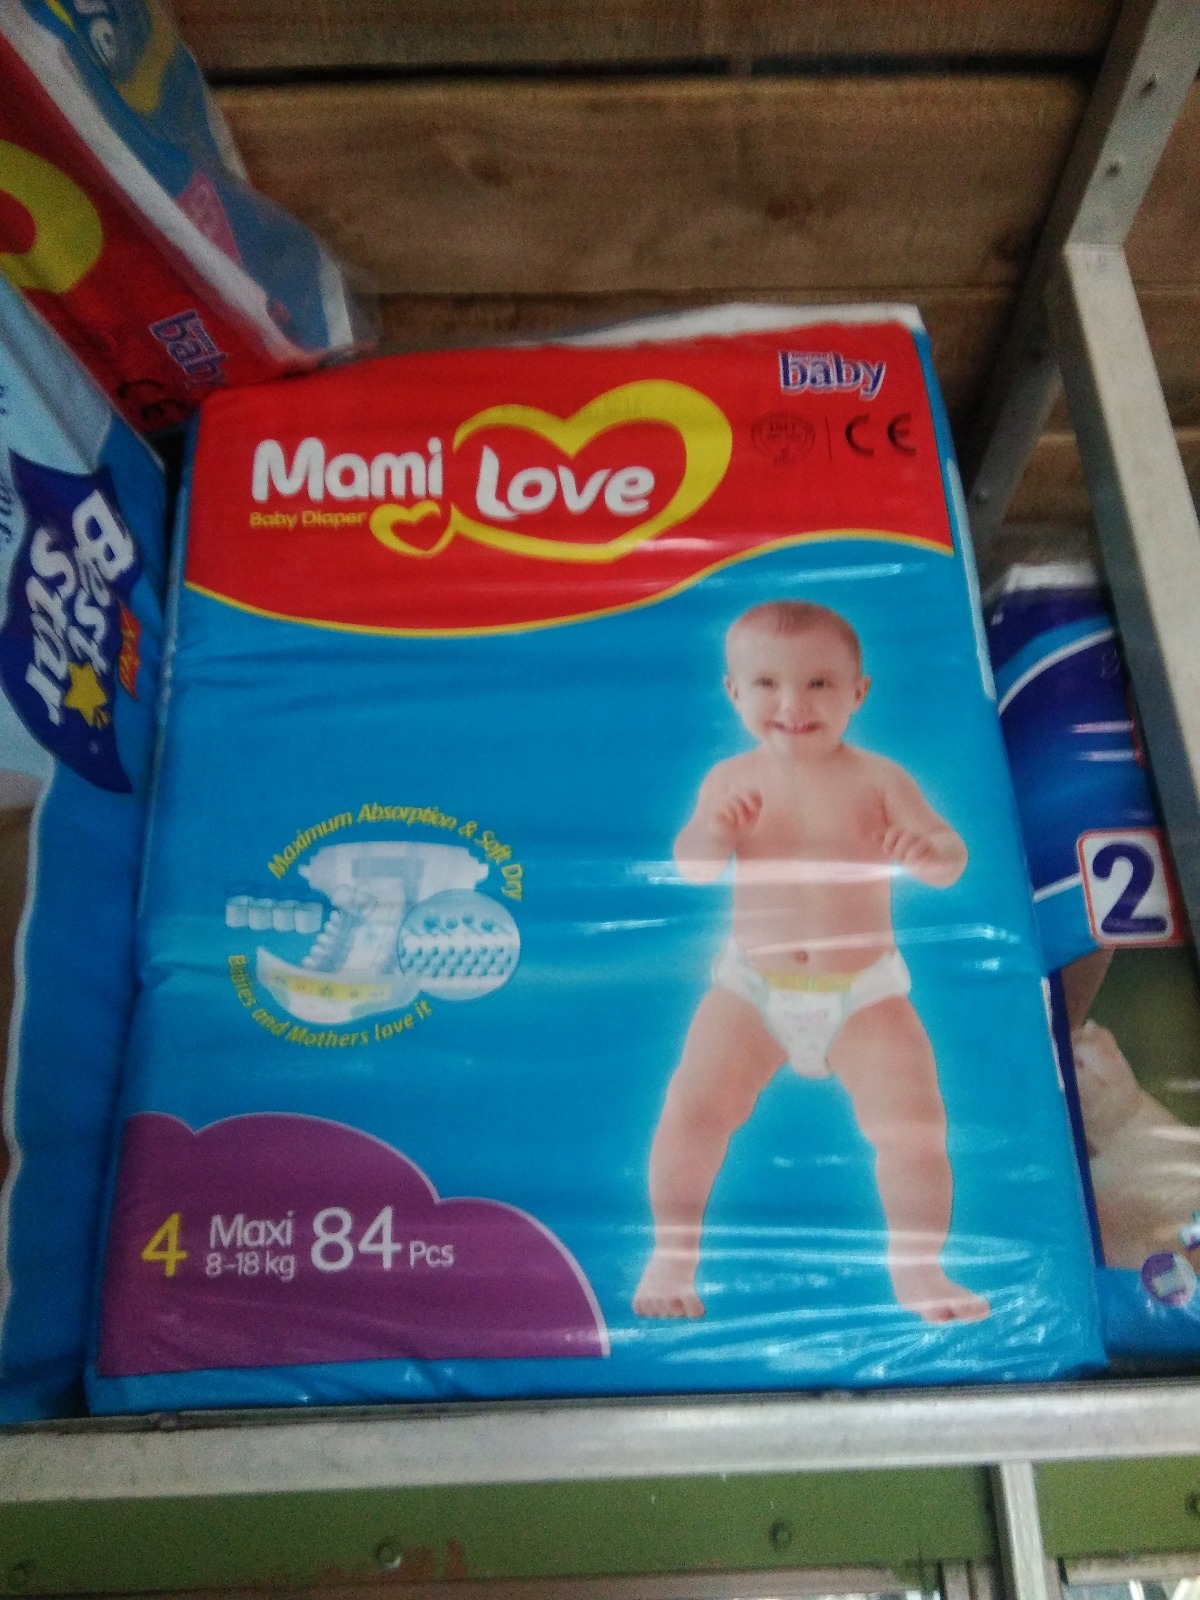 baby
Mami Love
Baby Diaper
CE
Maximum Absorption & Soft Dry
Babies and Mothers love it
4 Maxi 84 Pcs
8-18 kg
Best
Star
baby
CE
2